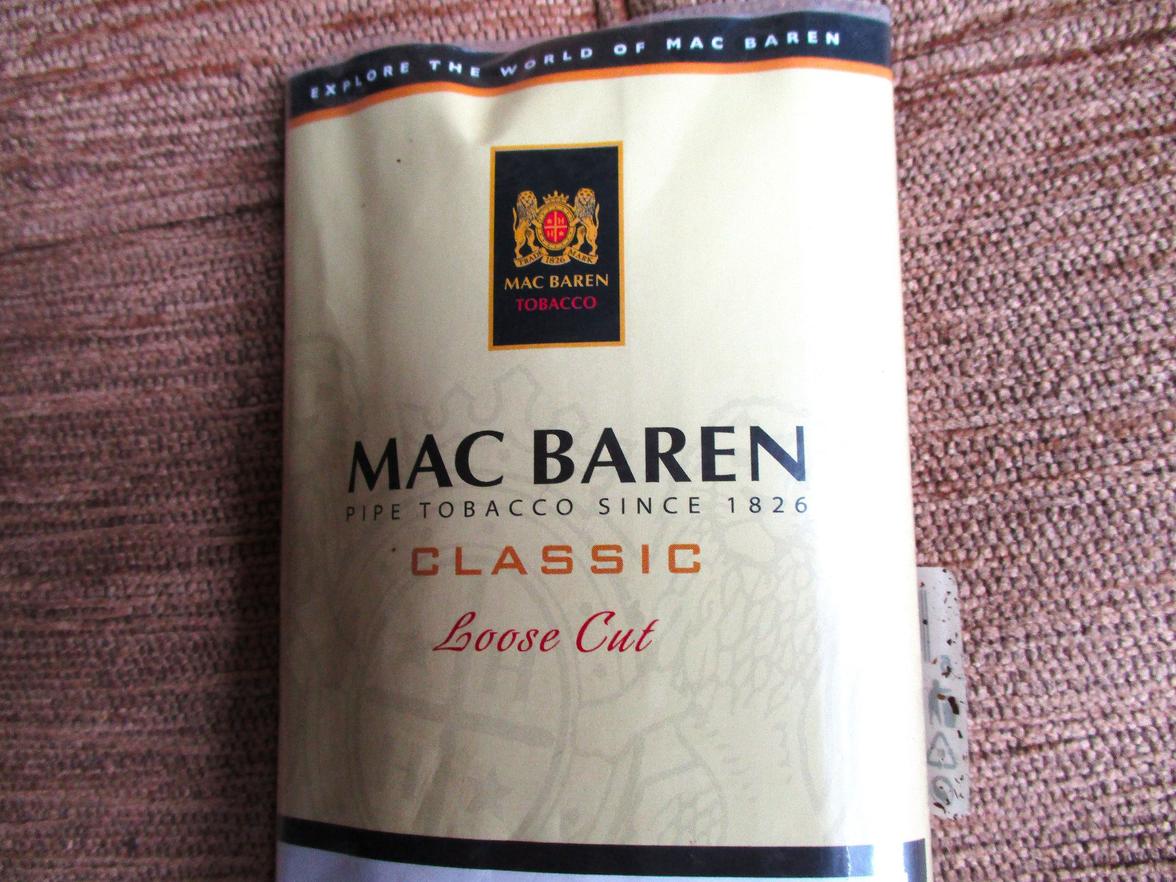 EXPLORE THE WORLD OF MAC BAREN
TRADE 1826 MARK
MAC BAREN
TOBACCO
MAC BAREN
PIPE TOBACCO SINCE 1826
CLASSIC
Loose Cut